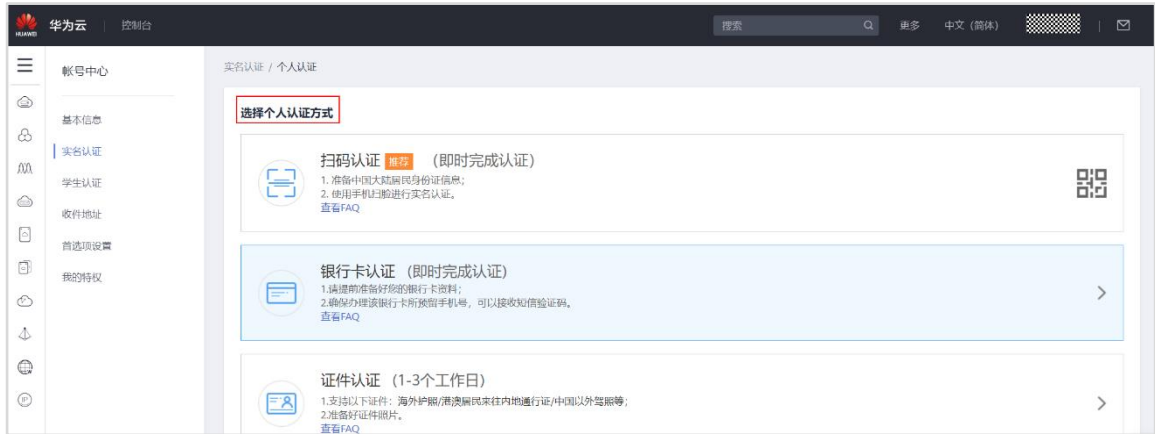 HUAWEI 华为云 | 控制台 搜索 更多 中文 (简体) |
帐号中心
基本信息
实名认证
学生认证
收件地址
首选项设置
我的特权
实名认证 / 个人认证
选择个人认证方式
扫码认证 推荐 (即时完成认证)
1. 准备中国大陆居民身份证信息;
2. 使用手机扫脸进行实名认证。
查看FAQ
银行卡认证 (即时完成认证)
1.请提前准备好您的银行卡资料;
2.确保办理该银行卡所预留手机号,可以接收短信验证码。
查看FAQ
证件认证 (1-3个工作日)
1.支持以下证件:海外护照/港澳居民来往内地通行证/中国以外驾照等;
2.准备好证件照片。
查看FAQ